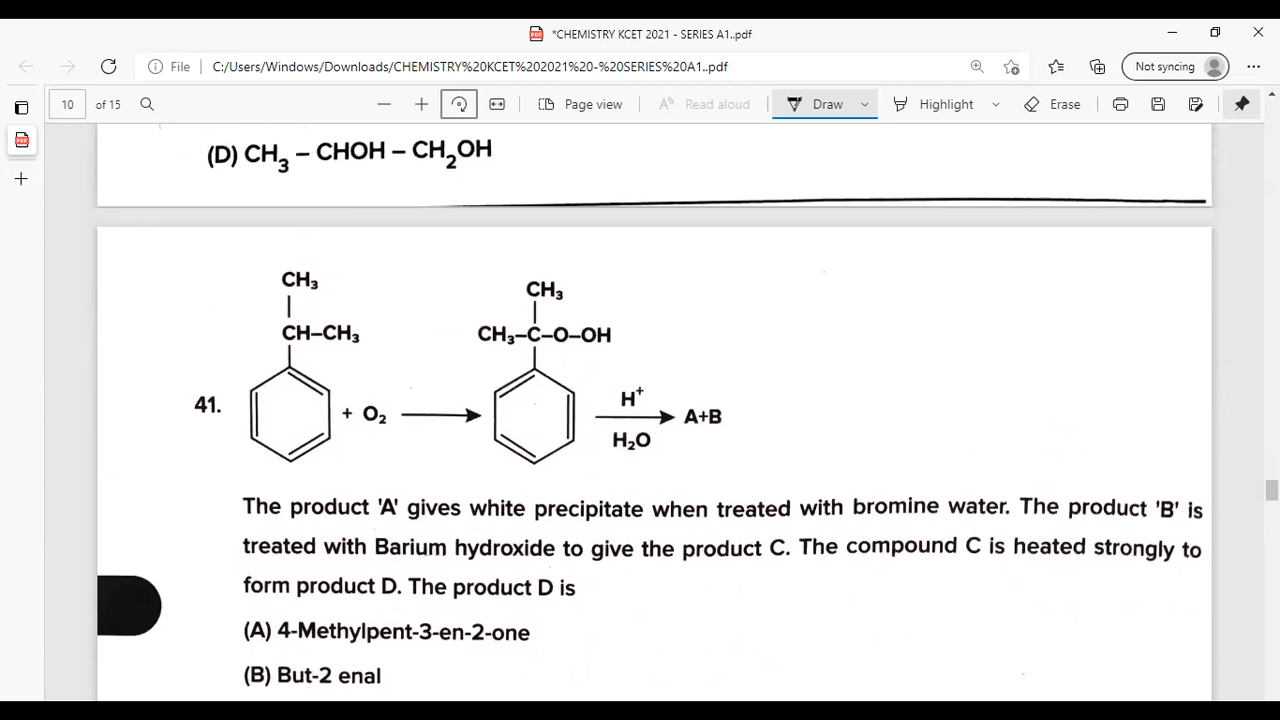 *CHEMISTRY KCET 2021 - SERIES A1..pdf
File C:/Users/Windows/Downloads/CHEMISTRY%20KCET%202021%20-%20SERIES%20A1..pdf Not syncing
10 of 15 Page view Read aloud Draw Highlight Erase
(D) CH3 – CHOH – CH2OH
CH3
CH–CH3
CH3
CH3–C–O–OH
41. + O2 H+ H2O A+B
The product 'A' gives white precipitate when treated with bromine water. The product 'B' is
treated with Barium hydroxide to give the product C. The compound C is heated strongly to
form product D. The product D is
(A) 4-Methylpent-3-en-2-one
(B) But-2 enal